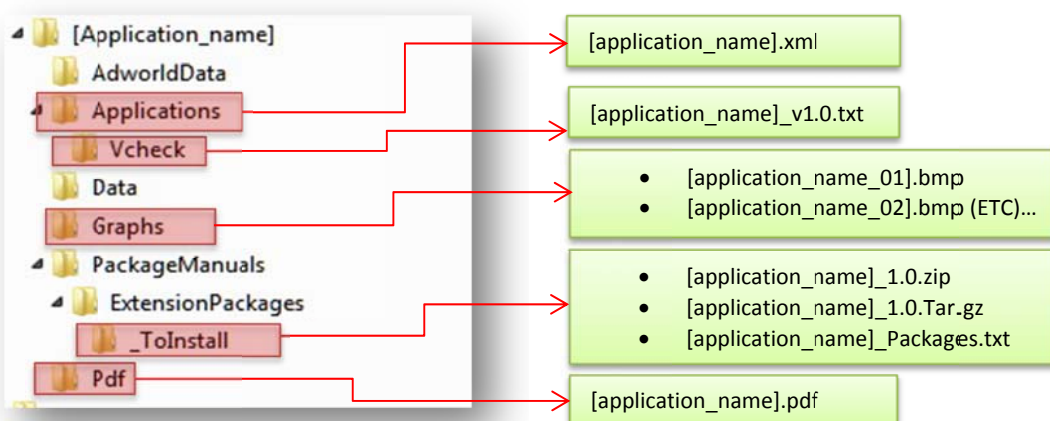 [Application_name]
AdworldData
Applications
Vcheck
Data
Graphs
PackageManuals
ExtensionPackages
_ToInstall
Pdf
[application_name].xml
[application_name]_v1.0.txt
• [application_name_01].bmp
• [application_name_02].bmp (ETC)...
• [application_name]_1.0.zip
• [application_name]_1.0.Tar.gz
• [application_name]_Packages.txt
[application_name].pdf